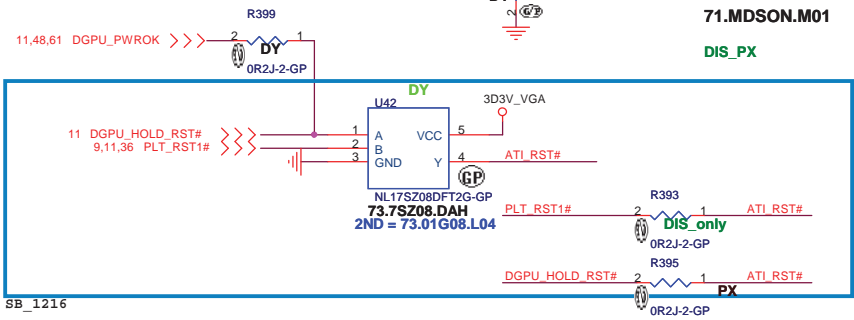 R399
71.MDSON.M01
11,48,61 DGPU_PWROK
2
1
DY
2
G/P
0R2J-2-GP
DIS_PX
DY
U42
3D3V_VGA
11 DGPU_HOLD_RST#
1 A VCC 5
9,11,36 PLT_RST1#
2 B
3 GND Y 4
ATI_RST#
GP
NL17SZ08DFT2G-GP
73.7SZ08.DAH
2ND = 73.01G08.L04
R393
PLT_RST1#
2
1
ATI_RST#
DIS_only
0R2J-2-GP
R395
DGPU_HOLD_RST#
2
1
ATI_RST#
PX
0R2J-2-GP
SB_1216